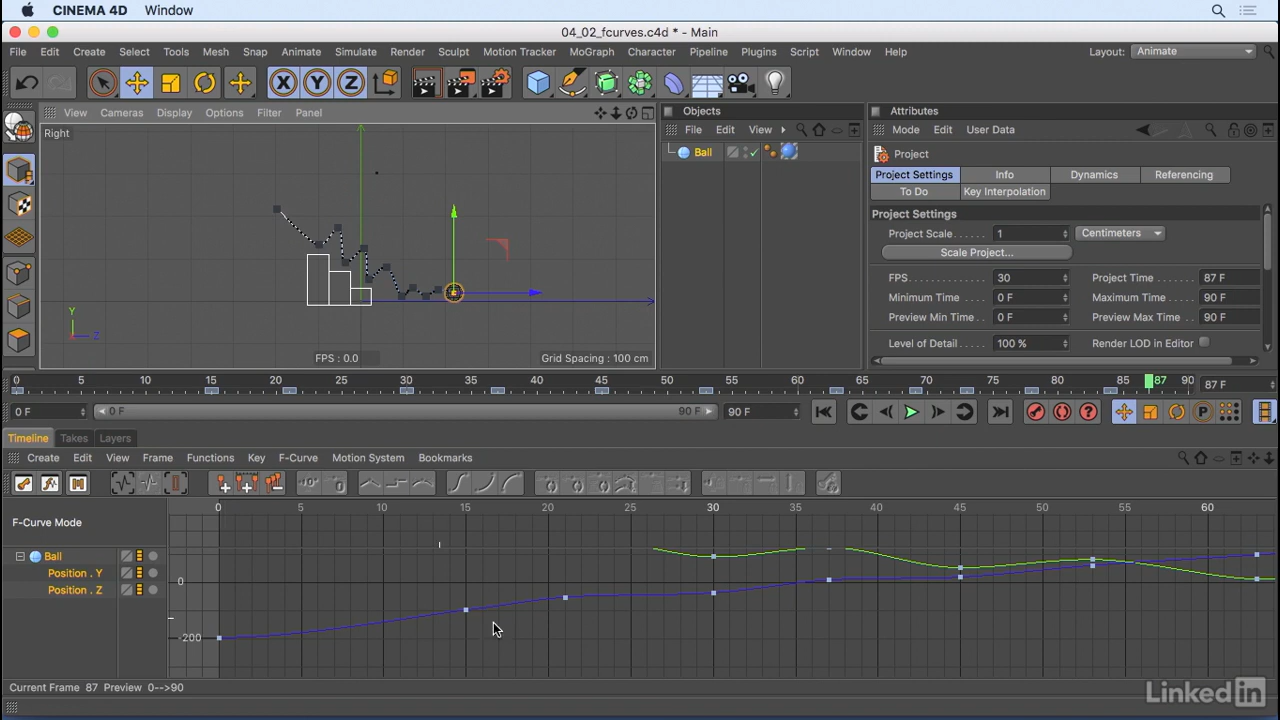 CINEMA 4D Window
04_02_fcurves.c4d * - Main
File Edit Create Select Tools Mesh Snap Animate Simulate Render Sculpt Motion Tracker MoGraph Character Pipeline Plugins Script Window Help Layout: Animate
X Y Z
View Cameras Display Options Filter Panel
Objects
Attributes
File Edit View
Mode Edit User Data
Right
Ball
Project
Project Settings Info Dynamics Referencing
To Do Key Interpolation
Project Settings
Project Scale . . . . . 1 Centimeters
Scale Project...
FPS 30 Project Time 87 F
Minimum Time 0 F Maximum Time 90 F
Preview Min Time 0 F Preview Max Time 90 F
Level of Detail 100 % Render LOD in Editor
Y
Z
FPS : 0.0
Grid Spacing : 100 cm
0 5 10 15 20 25 30 35 40 45 50 55 60 65 70 75 80 85 87 90 87 F
0 F 0 F 90 F 90 F P
Timeline Takes Layers
Create Edit View Frame Functions Key F-Curve Motion System Bookmarks
0 5 10 15 20 25 30 35 40 45 50 55 60
F-Curve Mode
Ball
Position . Y
Position . Z
0
200
Current Frame 87 Preview 0-->90
Linked in